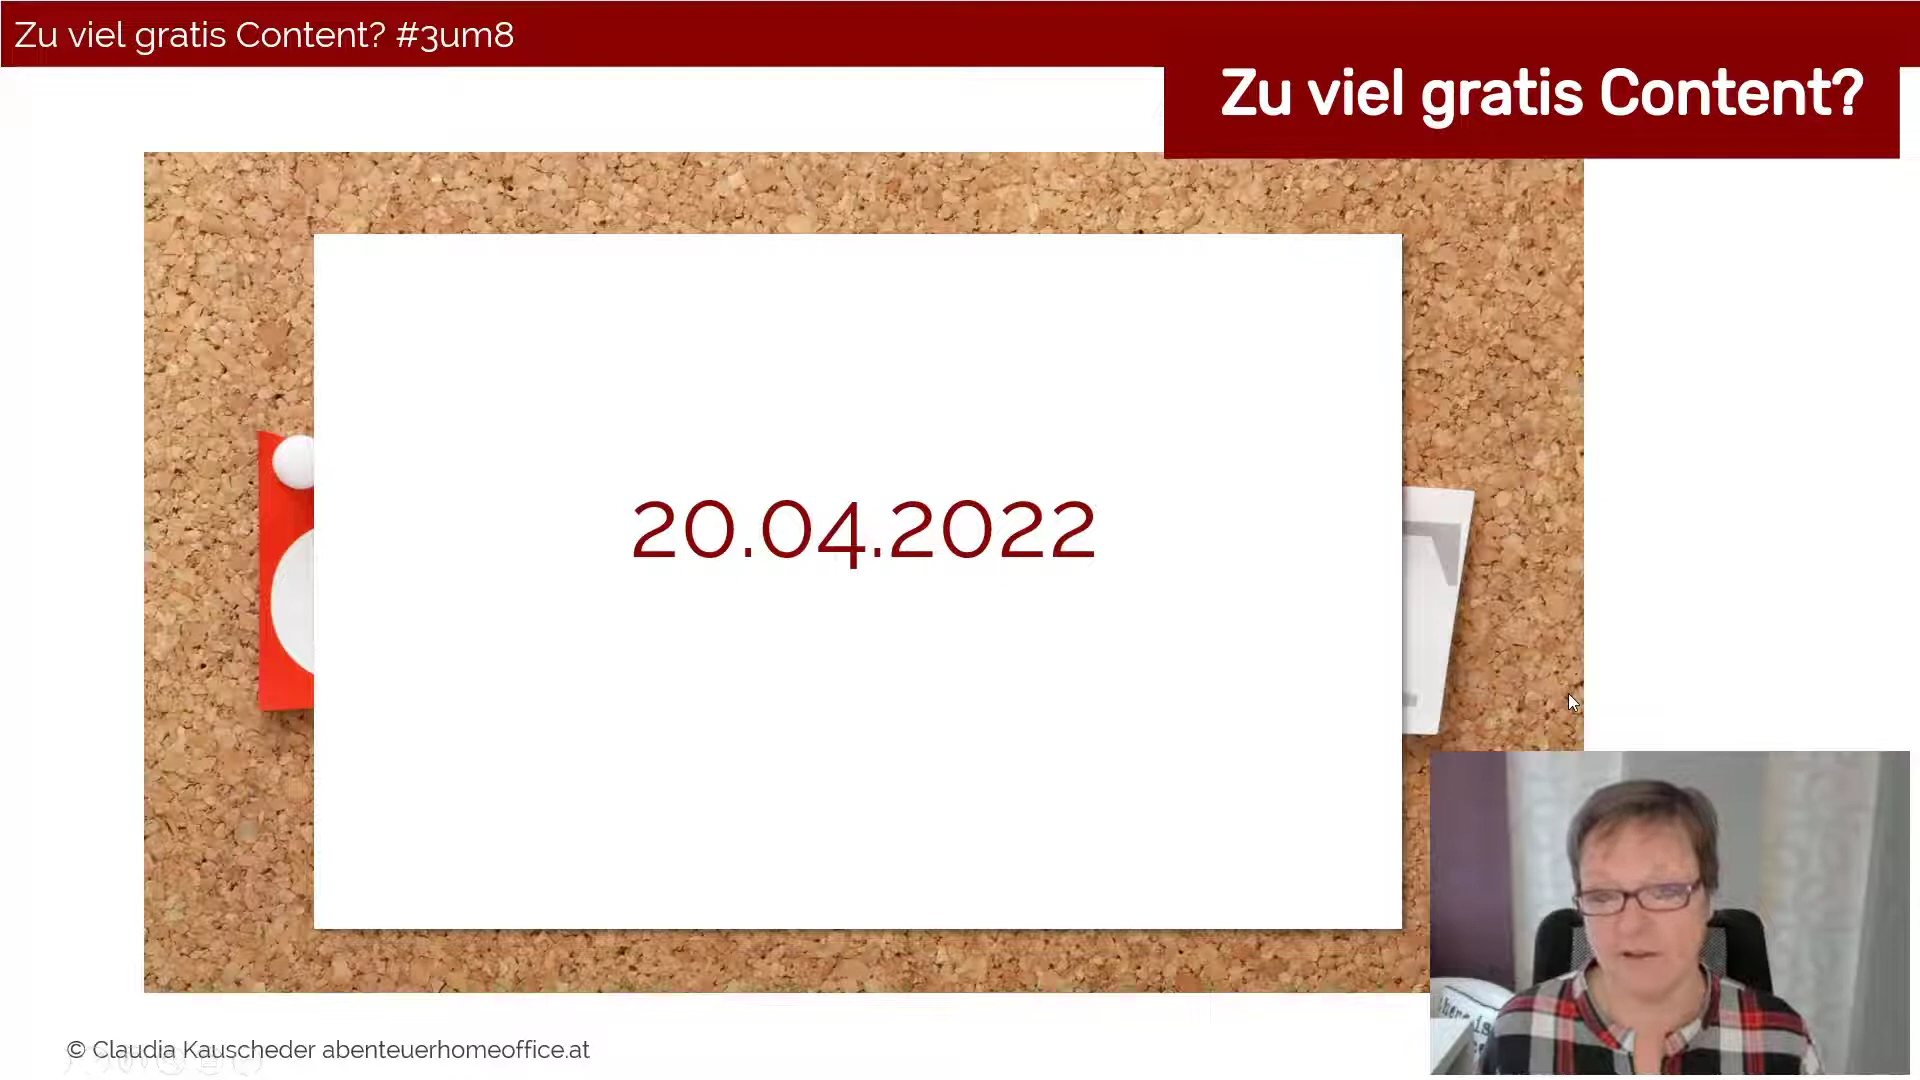 Zu viel gratis Content? #3um8
Zu viel gratis Content?
20.04.2022
© Claudia Kauscheder abenteuerhomeoffice.at